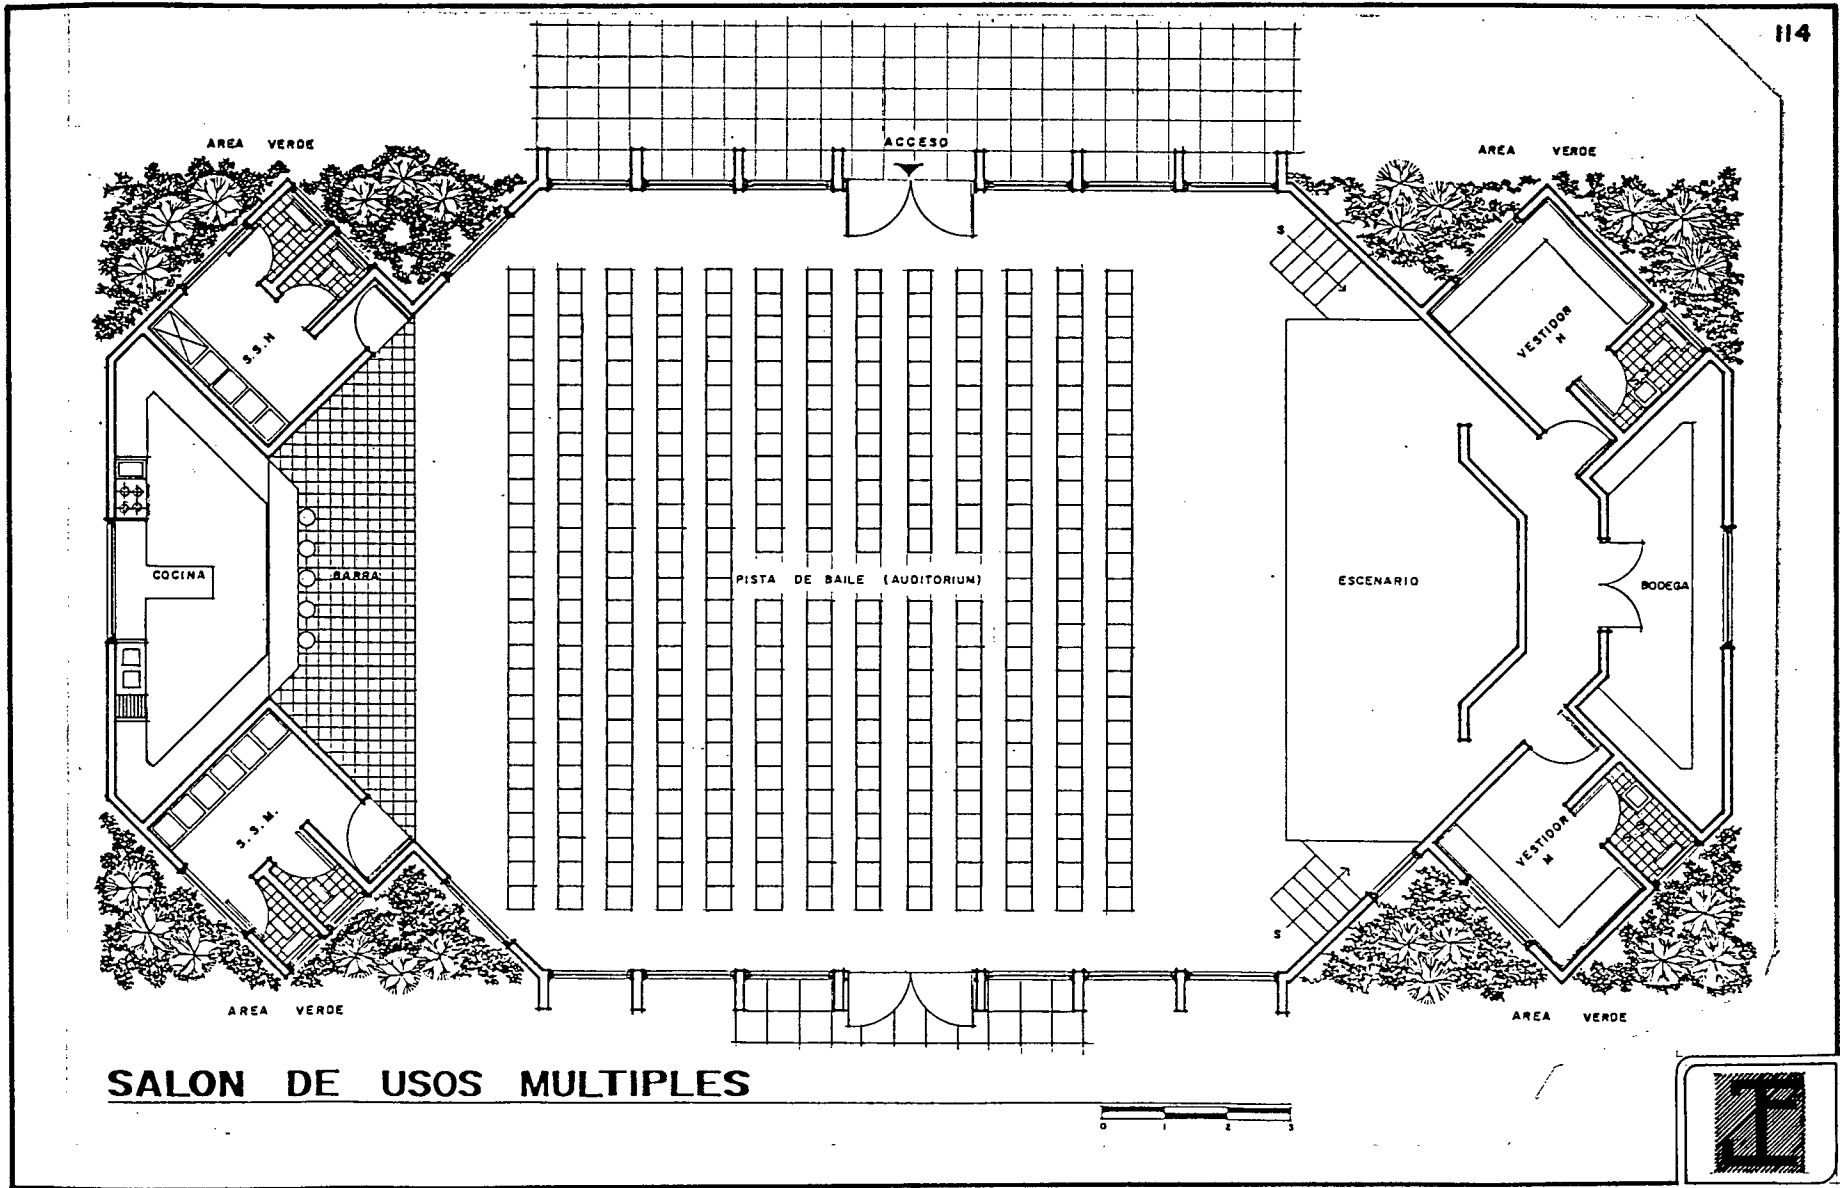 114
ACCESO
AREA VERDE
AREA VERDE
S
S.S.H
VESTIDOR
H
COCINA
BARRA
PISTA DE BAILE (AUDITORIUM)
ESCENARIO
BODEGA
S.S.M.
VESTIDOR
M
S
AREA VERDE
AREA VERDE
SALON DE USOS MULTIPLES
0 1 2 3